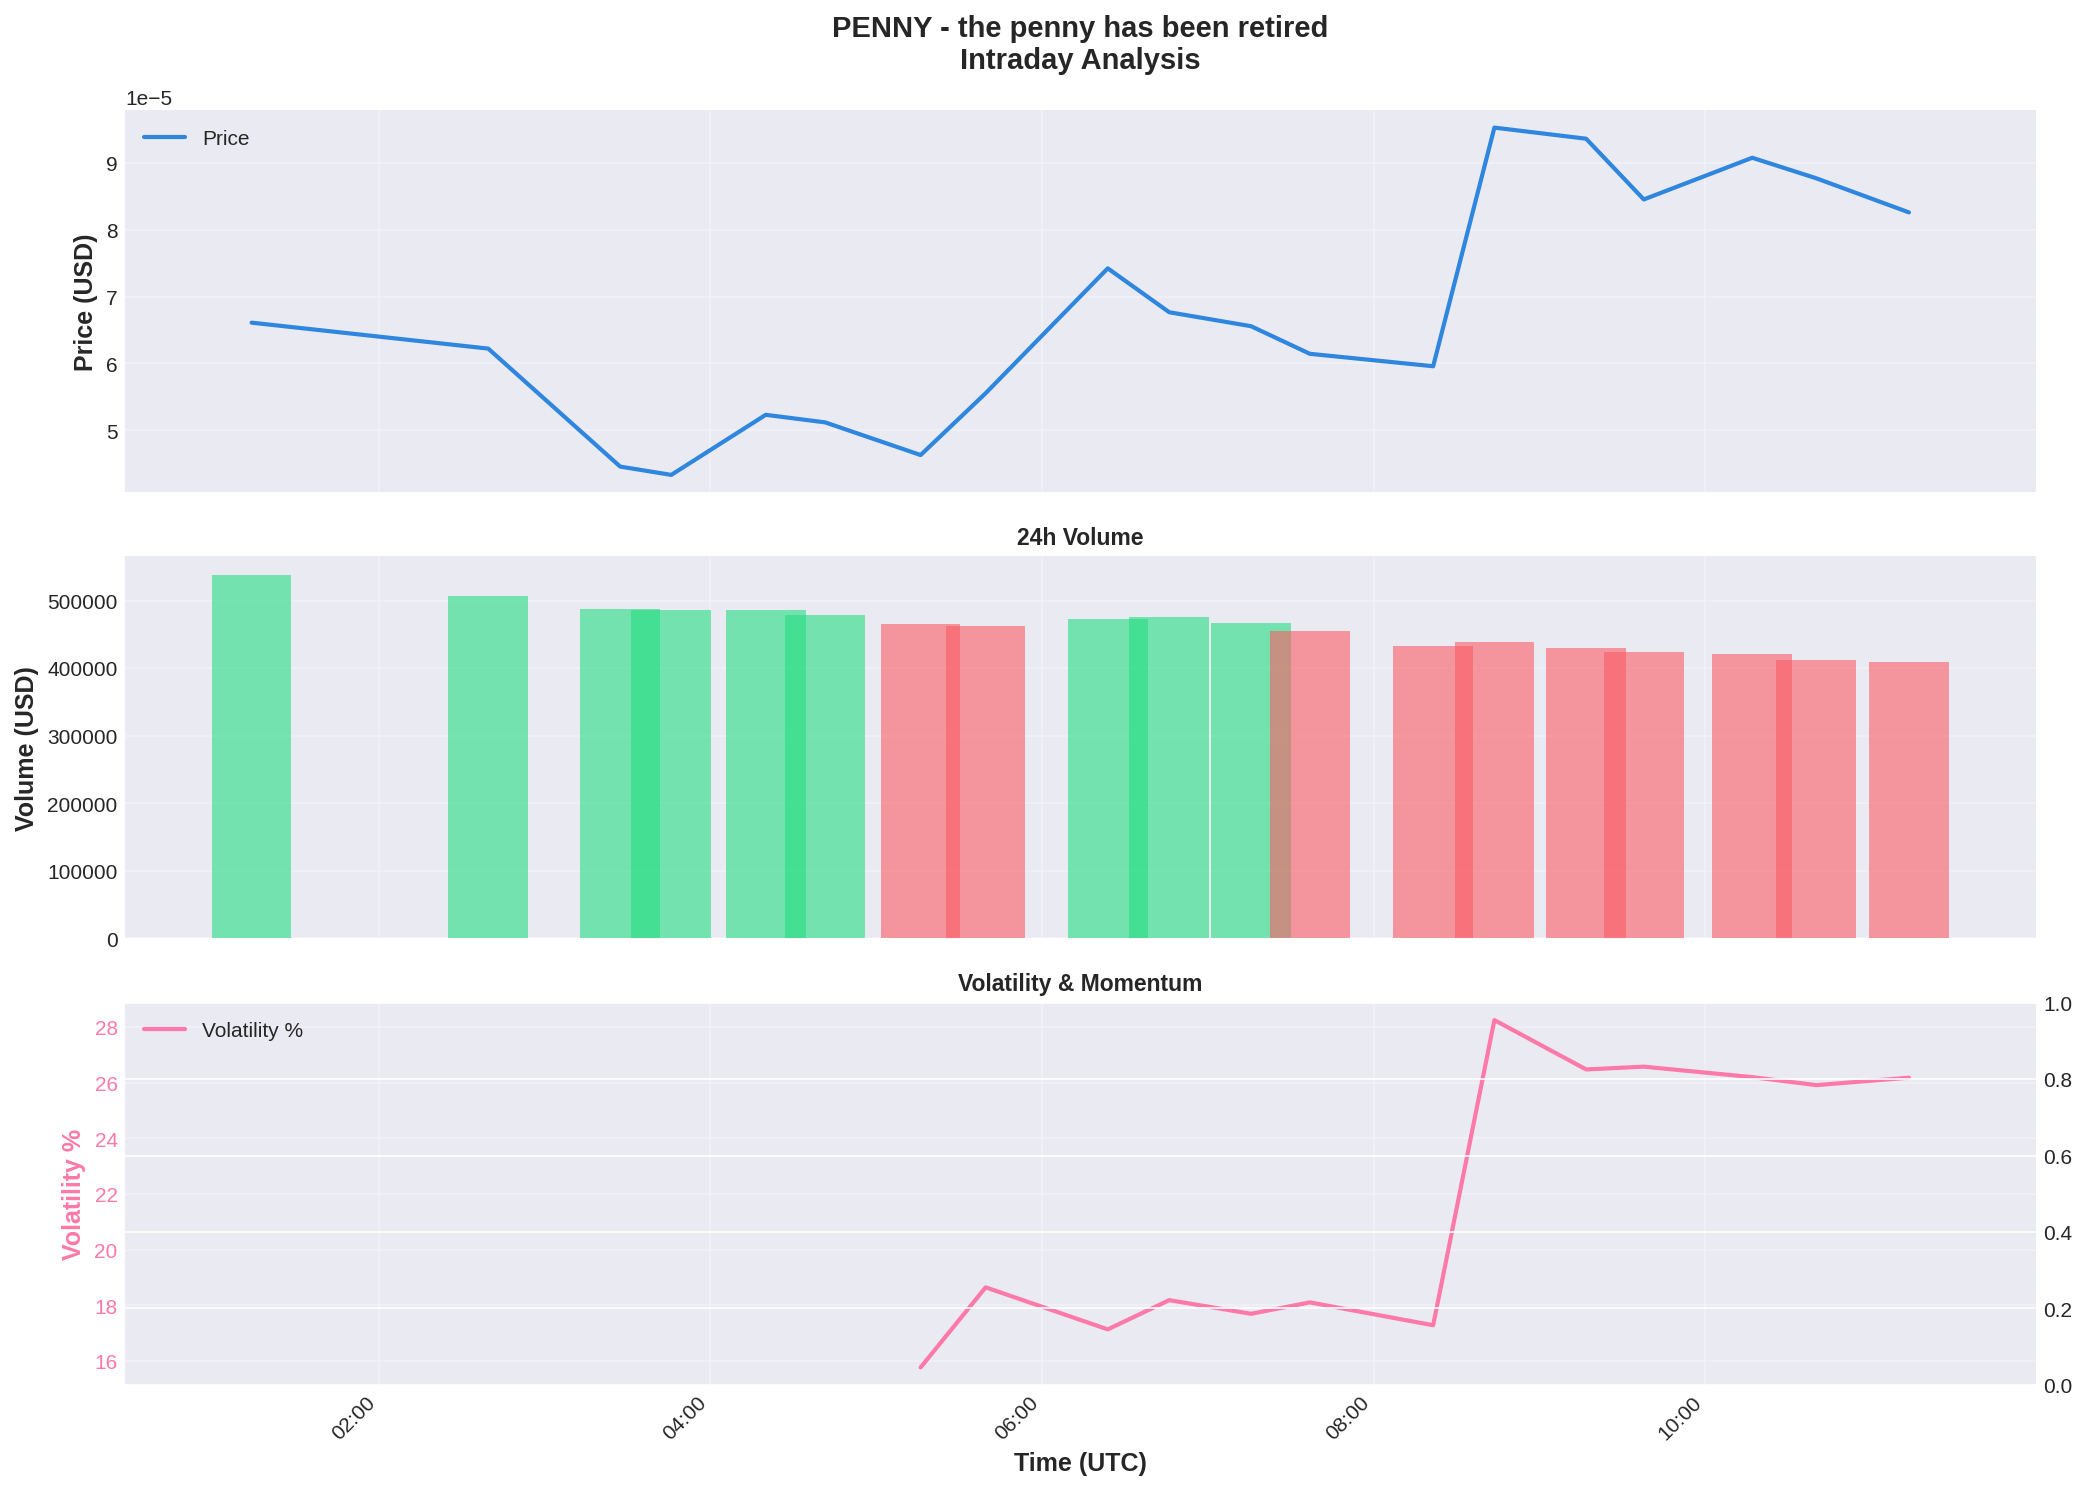 PENNY - the penny has been retired
Intraday Analysis
1e−5
Price
9
8
7
6
5
Price (USD)
24h Volume
500000
400000
300000
200000
100000
0
Volume (USD)
Volatility & Momentum
Volatility %
28
26
24
22
20
18
16
Volatility %
1.0
0.8
0.6
0.4
0.2
0.0
02:00
04:00
06:00
08:00
10:00
Time (UTC)